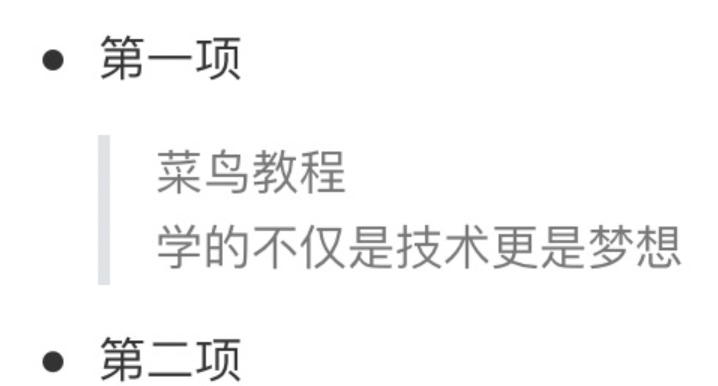 第一项
菜鸟教程
学的不仅是技术更是梦想
第二项